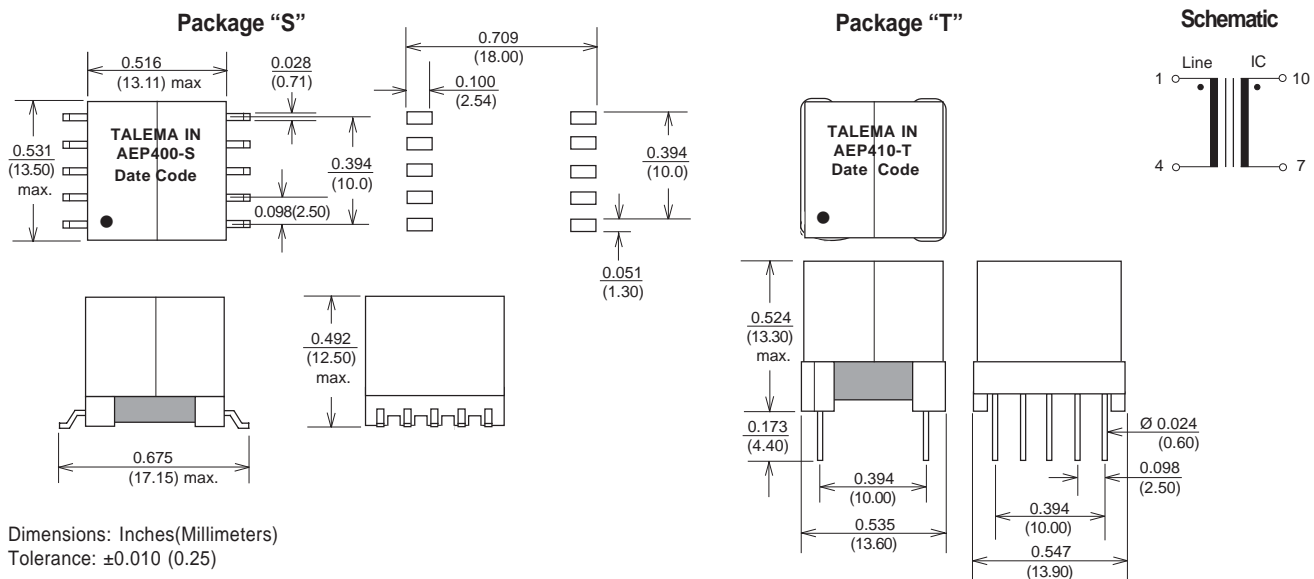 Package “S”
0.516
(13.11) max
0.028
(0.71)
0.531
(13.50)
max.
TALEMA IN
AEP400-S
Date Code
0.394
(10.0)
0.098(2.50)
0.709
(18.00)
0.100
(2.54)
0.394
(10.0)
0.051
(1.30)
0.675
(17.15) max.
0.492
(12.50)
max.
Package “T”
TALEMA IN
AEP410-T
Date Code
0.524
(13.30)
max.
0.173
(4.40)
0.394
(10.00)
0.535
(13.60)
Ø 0.024
(0.60)
0.098
(2.50)
0.394
(10.00)
0.547
(13.90)
Schematic
Line IC
1 10
4 7
Dimensions: Inches(Millimeters)
Tolerance: ±0.010 (0.25)